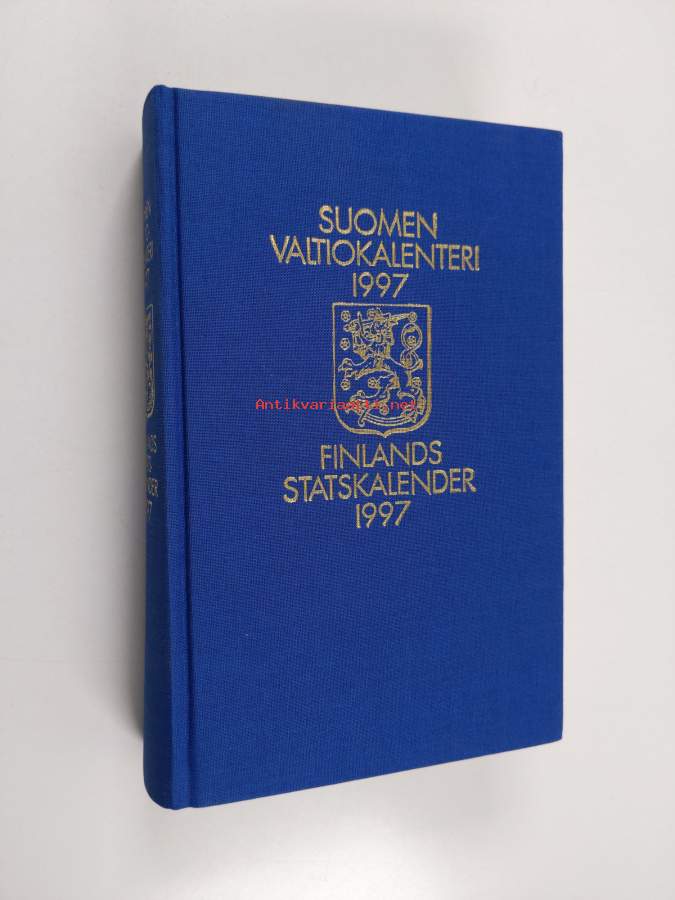 SUOMEN
VALTIOKALENTERI
1997
Antikvariaatti.net
FINLANDS
STATSKALENDER
1997